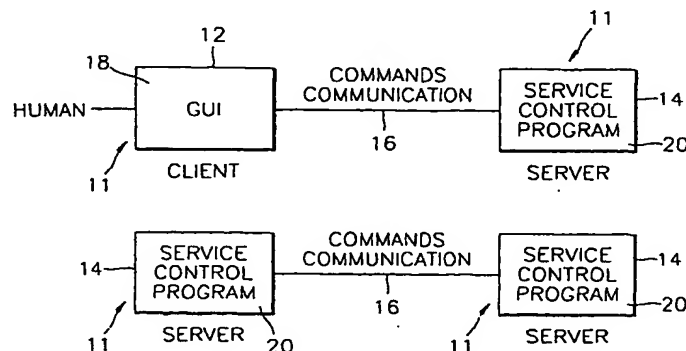 12
11
18
HUMAN
GUI
COMMANDS
COMMUNICATION
16
SERVICE
CONTROL
PROGRAM
14
20
11
CLIENT
SERVER
14
SERVICE
CONTROL
PROGRAM
COMMANDS
COMMUNICATION
16
SERVICE
CONTROL
PROGRAM
14
20
11
SERVER
20
11
SERVER